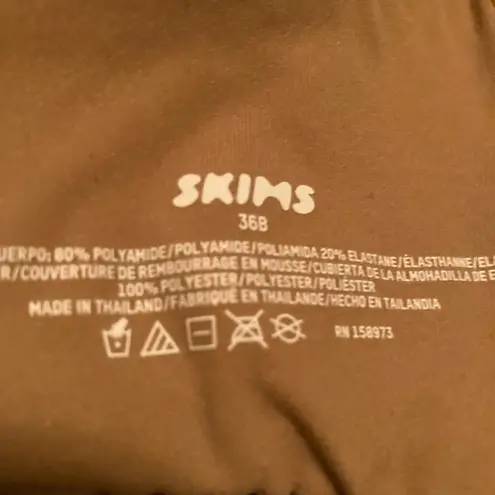 SKIMS
36B
UERPO: 80% POLYAMIDE/POLYAMIDE/POLIAMIDA 20% ELASTANE/ÉLASTHANNE/EL
R/COUVERTURE DE REMBOURRAGE EN MOUSSE/CUBIERTA DE LA ALMOHADILLA DE E
100% POLYESTER/POLYESTER/POLIÉSTER
MADE IN THAILAND/FABRIQUÉ EN THAÏLANDE/HECHO EN TAILANDIA
RN 158973